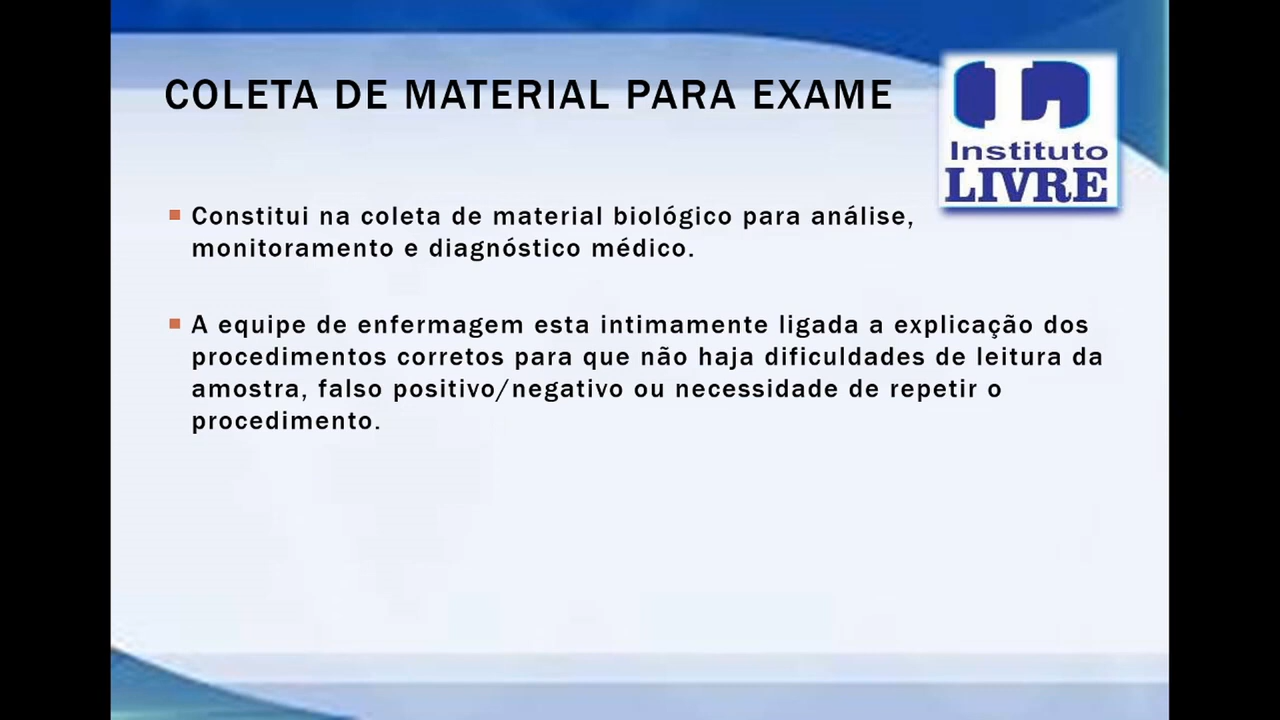 COLETA DE MATERIAL PARA EXAME
Instituto
LIVRE
Constitui na coleta de material biológico para análise,
monitoramento e diagnóstico médico.
A equipe de enfermagem esta intimamente ligada a explicação dos
procedimentos corretos para que não haja dificuldades de leitura da
amostra, falso positivo/negativo ou necessidade de repetir o
procedimento.